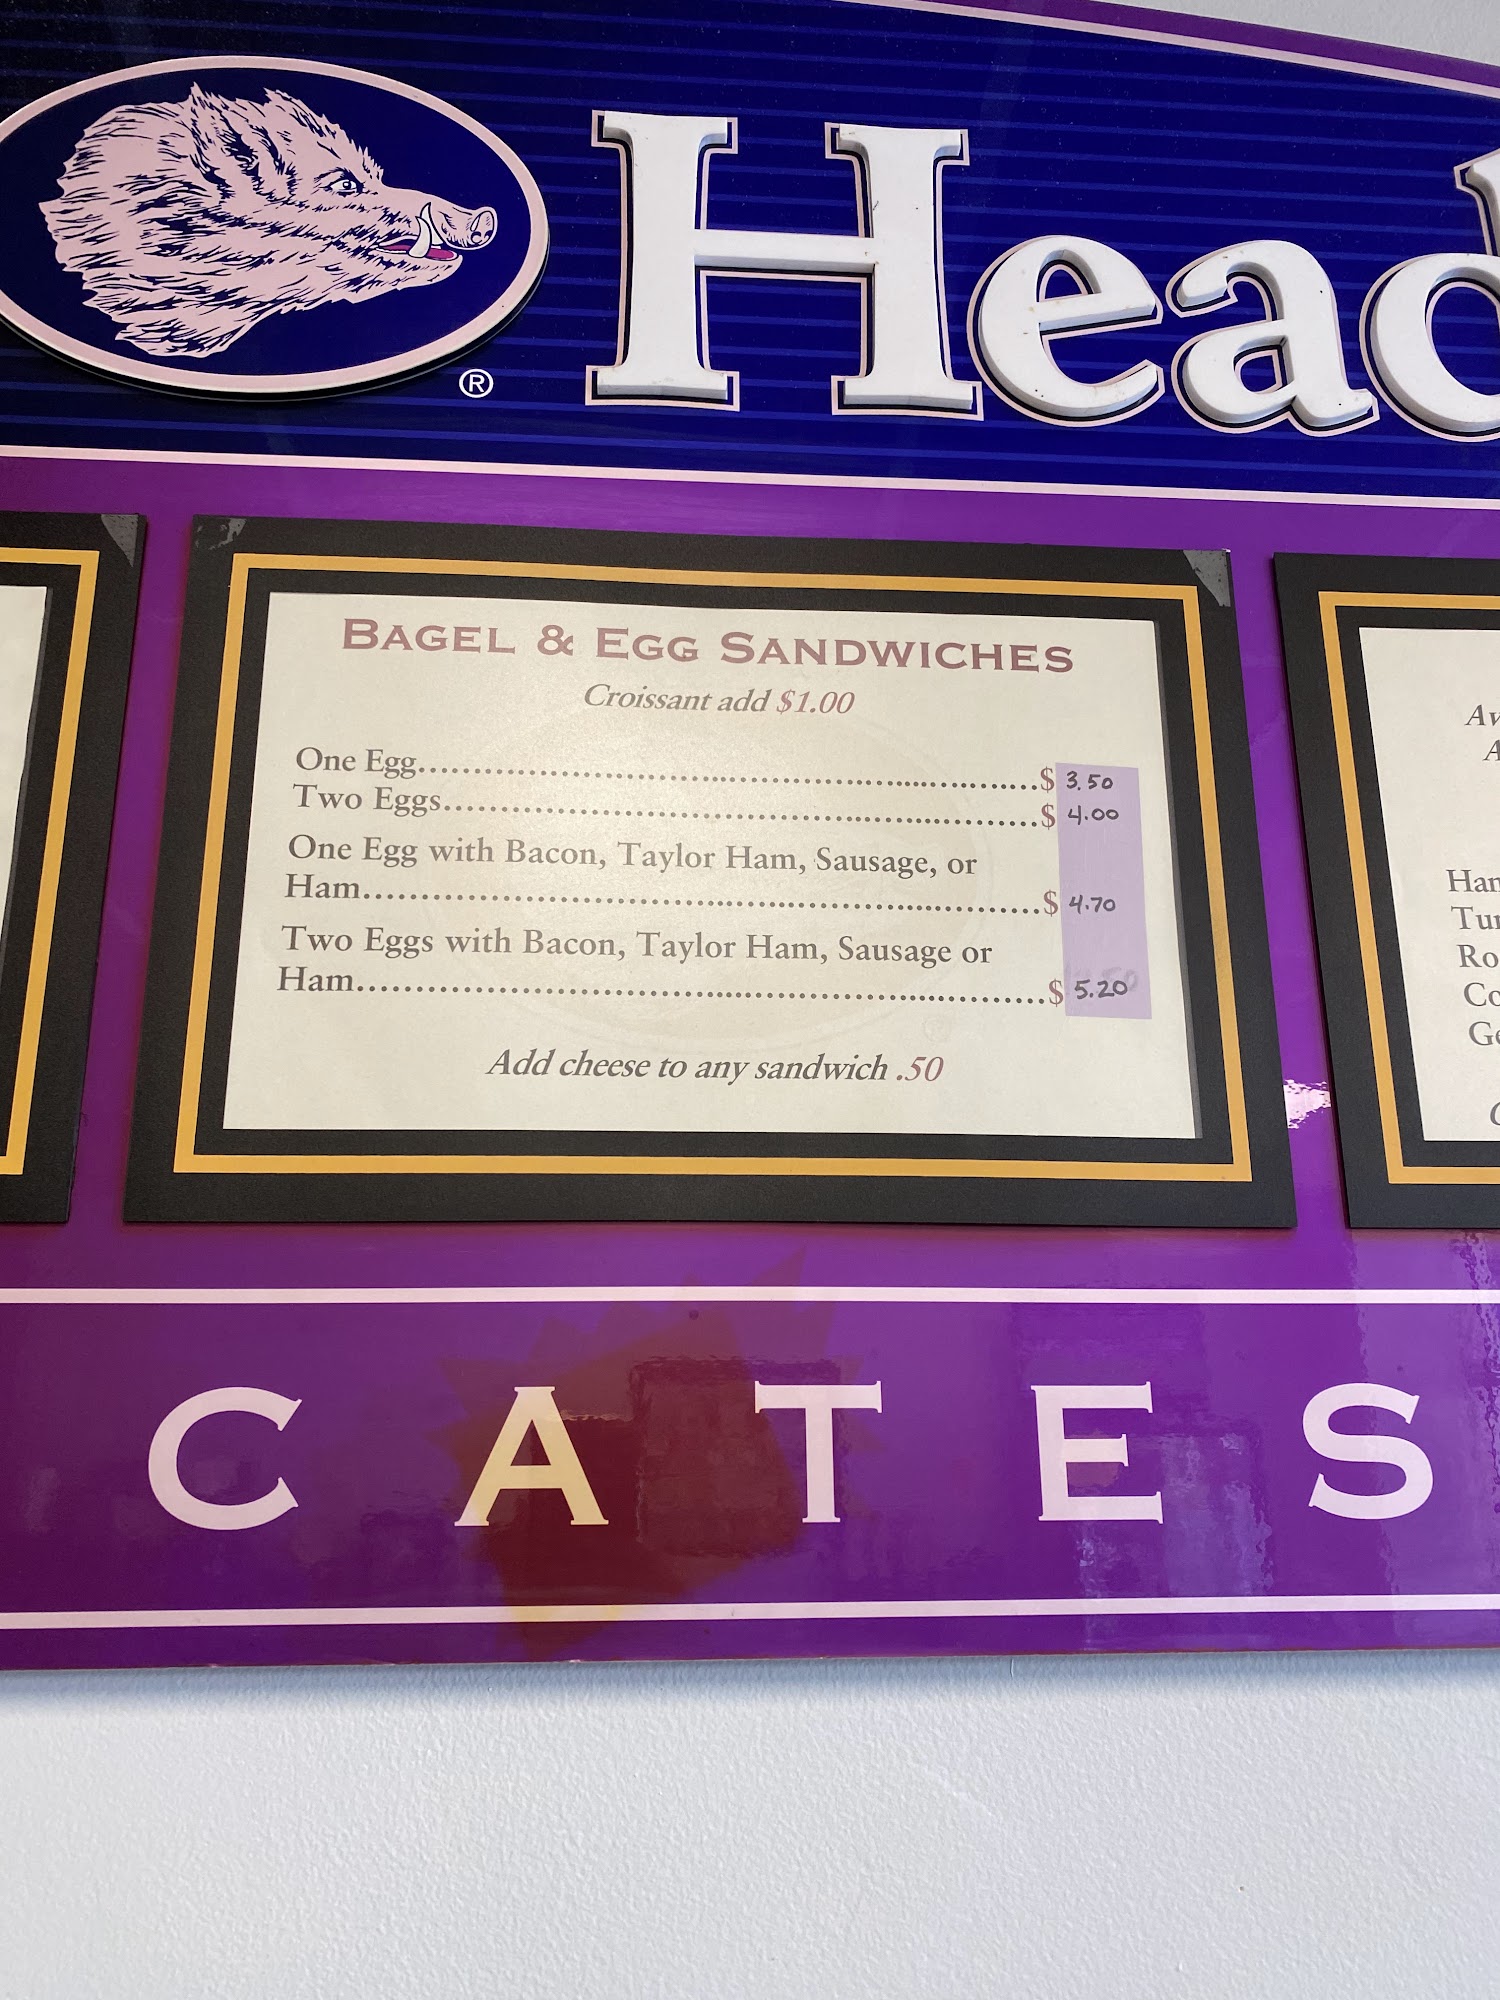 ®
Head
BAGEL & EGG SANDWICHES
Croissant add $1.00
One Egg........................................................................$ 3.50
Two Eggs......................................................................$ 4.00
One Egg with Bacon, Taylor Ham, Sausage, or
Ham..............................................................................$ 4.70
Two Eggs with Bacon, Taylor Ham, Sausage or
Ham..............................................................................$ 5.20
Add cheese to any sandwich .50
CATES